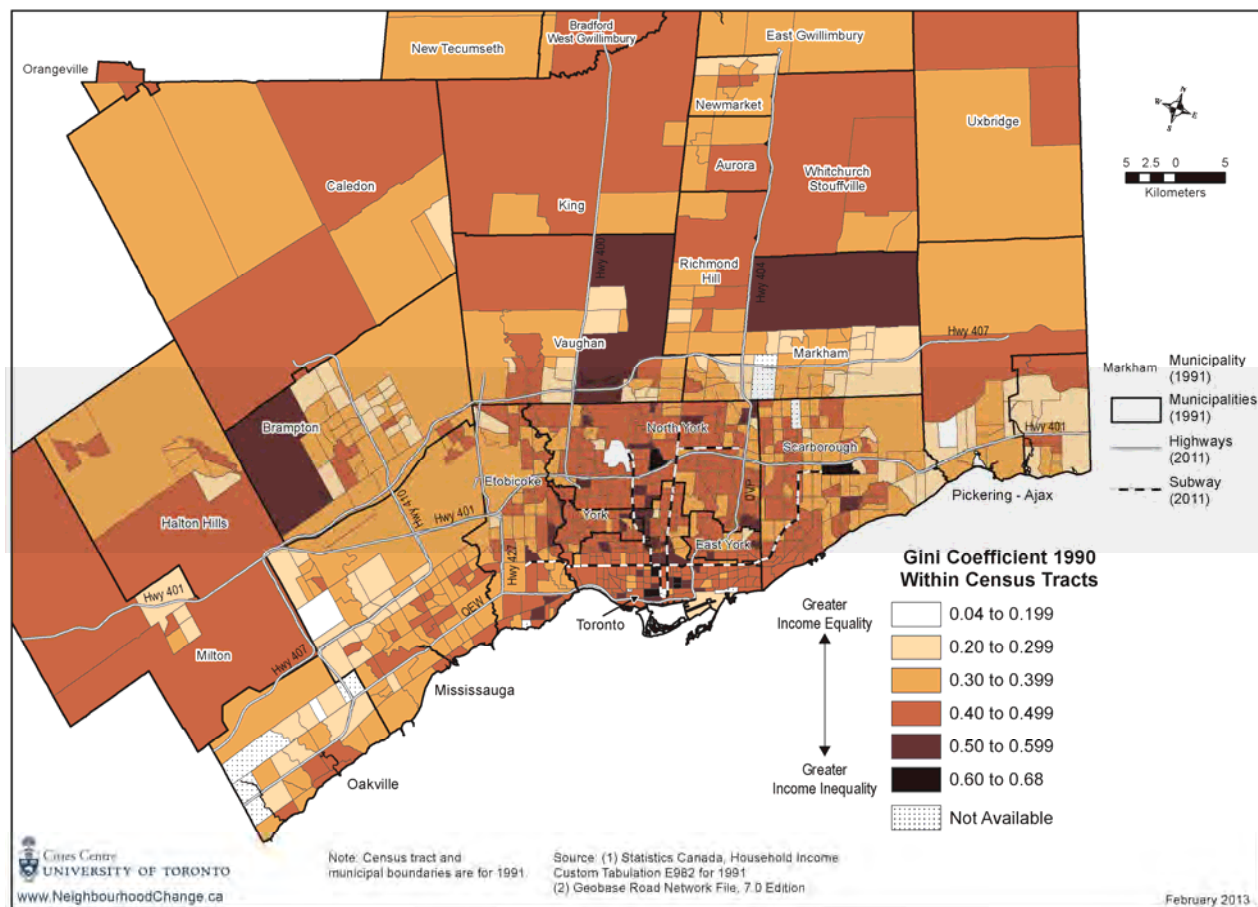 Bradford
West Gwillimbury
East Gwillimbury
New Tecumseth
Orangeville
Newmarket
Uxbridge
Aurora
Whitchurch
Stouffville
Caledon
King
Hwy 400
Richmond
Hill
Hwy 404
Hwy 407
Vaughan
Markham
Brampton
North York
Scarborough
Hwy 401
Etobicoke
Hwy 410
Hwy 401
DVP
Pickering - Ajax
Halton Hills
York
East York
Hwy 427
Hwy 401
QEW
Toronto
Milton
Hwy 407
Mississauga
Oakville
N
W
E
S
5 2.5 0 5
Kilometers
Markham
Municipality
(1991)
Municipalities
(1991)
Highways
(2011)
Subway
(2011)
Gini Coefficient 1990
Within Census Tracts
Greater
Income Equality
Greater
Income Inequality
0.04 to 0.199
0.20 to 0.299
0.30 to 0.399
0.40 to 0.499
0.50 to 0.599
0.60 to 0.68
Not Available
Cities Centre
UNIVERSITY OF TORONTO
www.NeighbourhoodChange.ca
Note: Census tract and
municipal boundaries are for 1991.
Source: (1) Statistics Canada, Household Income
Custom Tabulation E982 for 1991
(2) Geobase Road Network File, 7.0 Edition
February 2013